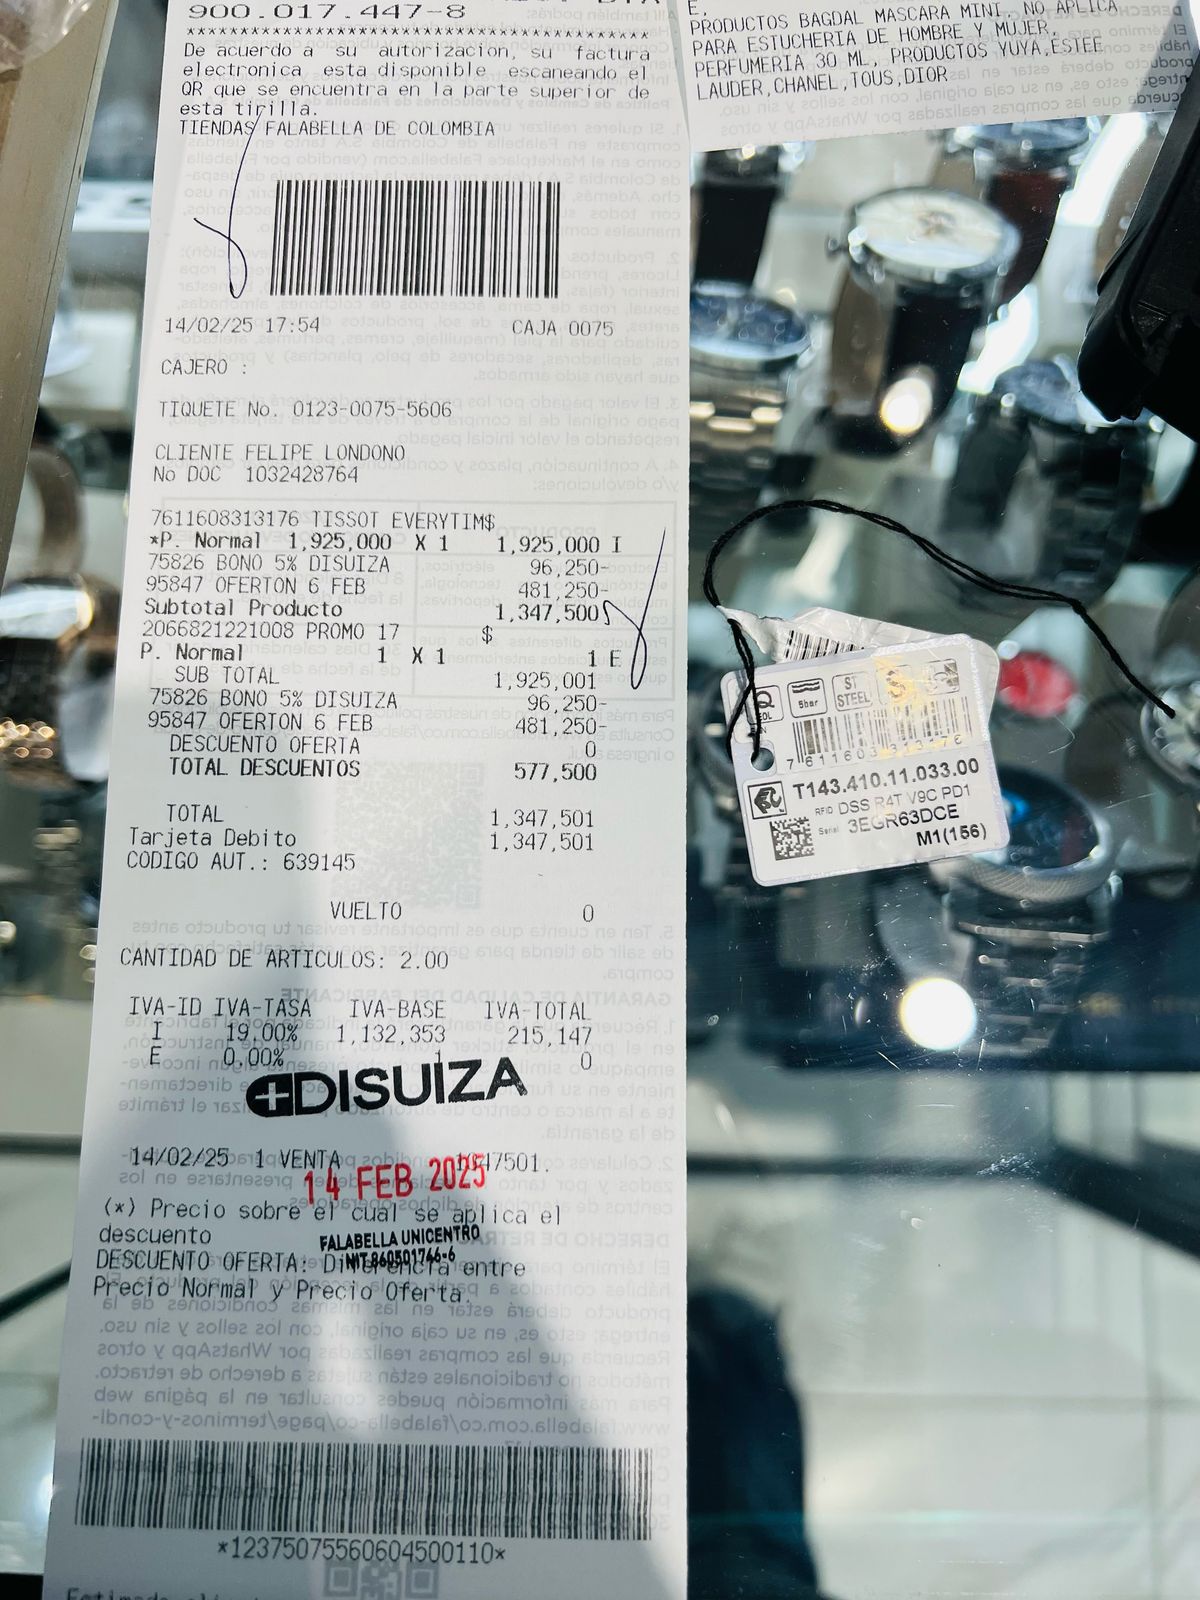 900.017.447-8
******************************************
De acuerdo a su autorizacion, su factura
electronica esta disponible escaneando el
QR que se encuentra en la parte superior de
esta tirilla.
TIENDAS FALABELLA DE COLOMBIA
14/02/25 17:54 CAJA 0075
CAJERO :
TIQUETE No. 0123-0075-5606
CLIENTE FELIPE LONDONO
No DOC 1032428764
7611608313176 TISSOT EVERYTIM$
*P. Normal 1,925,000 X 1 1,925,000 I
75826 BONO 5% DISUIZA 96,250-
95847 OFERTON 6 FEB 481,250-
Subtotal Producto 1,347,500
2066821221008 PROMO 17 $
P. Normal 1 X 1 1 E
SUB TOTAL 1,925,001
75826 BONO 5% DISUIZA 96,250-
95847 OFERTON 6 FEB 481,250-
DESCUENTO OFERTA 0
TOTAL DESCUENTOS 577,500
TOTAL 1,347,501
Tarjeta Debito 1,347,501
CODIGO AUT.: 639145
VUELTO 0
CANTIDAD DE ARTICULOS: 2.00
IVA-ID IVA-TASA IVA-BASE IVA-TOTAL
I 19.00% 1,132,353 215,147
E 0.00% 1 0
DISUIZA
14/02/25 1 VENTA 1347501.
14 FEB 2025
(*) Precio sobre el cual se aplica el
descuento
FALABELLA UNICENTRO
NIT 860501746-6
DESCUENTO OFERTA: Diferencia entre
Precio Normal y Precio Oferta.
*12375075560604500110*
E.
PRODUCTOS BAGDAL MASCARA MINI, NO APLICA
PARA ESTUCHERIA DE HOMBRE Y MUJER,
PERFUMERIA 30 ML, PRODUCTOS YUYA,ESTEE
LAUDER,CHANEL,TOUS,DIOR
5bar
ST
STEEL
T143.410.11.033.00
RFID DSS R4T V9C PD1
Serial 3EGR63DCE
M1(156)